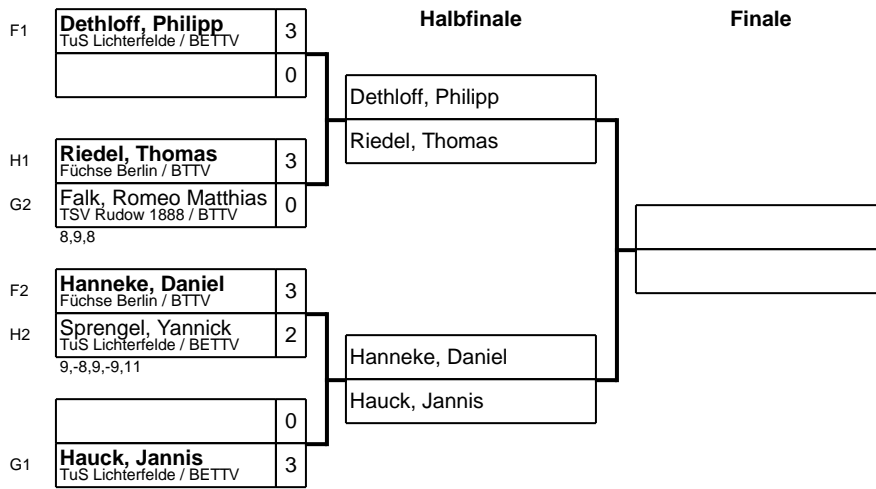 Halbfinale
Finale
F1
Dethloff, Philipp
TuS Lichterfelde / BETTV
3
0
H1
Riedel, Thomas
Füchse Berlin / BTTV
3
G2
Falk, Romeo Matthias
TSV Rudow 1888 / BTTV
0
8,9,8
F2
Hanneke, Daniel
Füchse Berlin / BTTV
3
H2
Sprengel, Yannick
TuS Lichterfelde / BETTV
2
9,-8,9,-9,11
0
G1
Hauck, Jannis
TuS Lichterfelde / BETTV
3
Dethloff, Philipp
Riedel, Thomas
Hanneke, Daniel
Hauck, Jannis